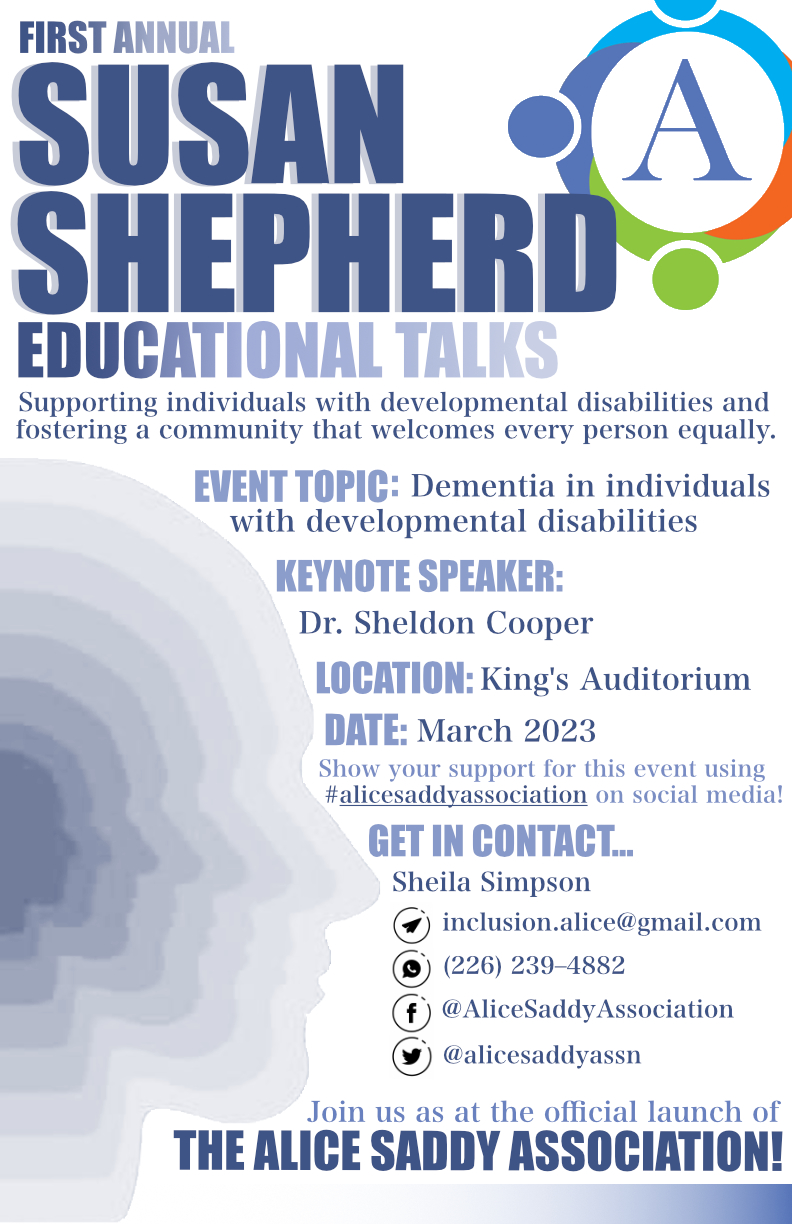 FIRST ANNUAL
A
SUSAN
SHEPHERD
EDUCATIONAL TALKS
Supporting individuals with developmental disabilities and
fostering a community that welcomes every person equally.
EVENT TOPIC: Dementia in individuals
with developmental disabilities
KEYNOTE SPEAKER:
Dr. Sheldon Cooper
LOCATION: King's Auditorium
DATE: March 2023
Show your support for this event using
#alicesaddyassociation on social media!
GET IN CONTACT...
Sheila Simpson
inclusion.alice@gmail.com
(226) 239–4882
@AliceSaddyAssociation
@alicesaddyassn
Join us as at the official launch of
THE ALICE SADDY ASSOCIATION!